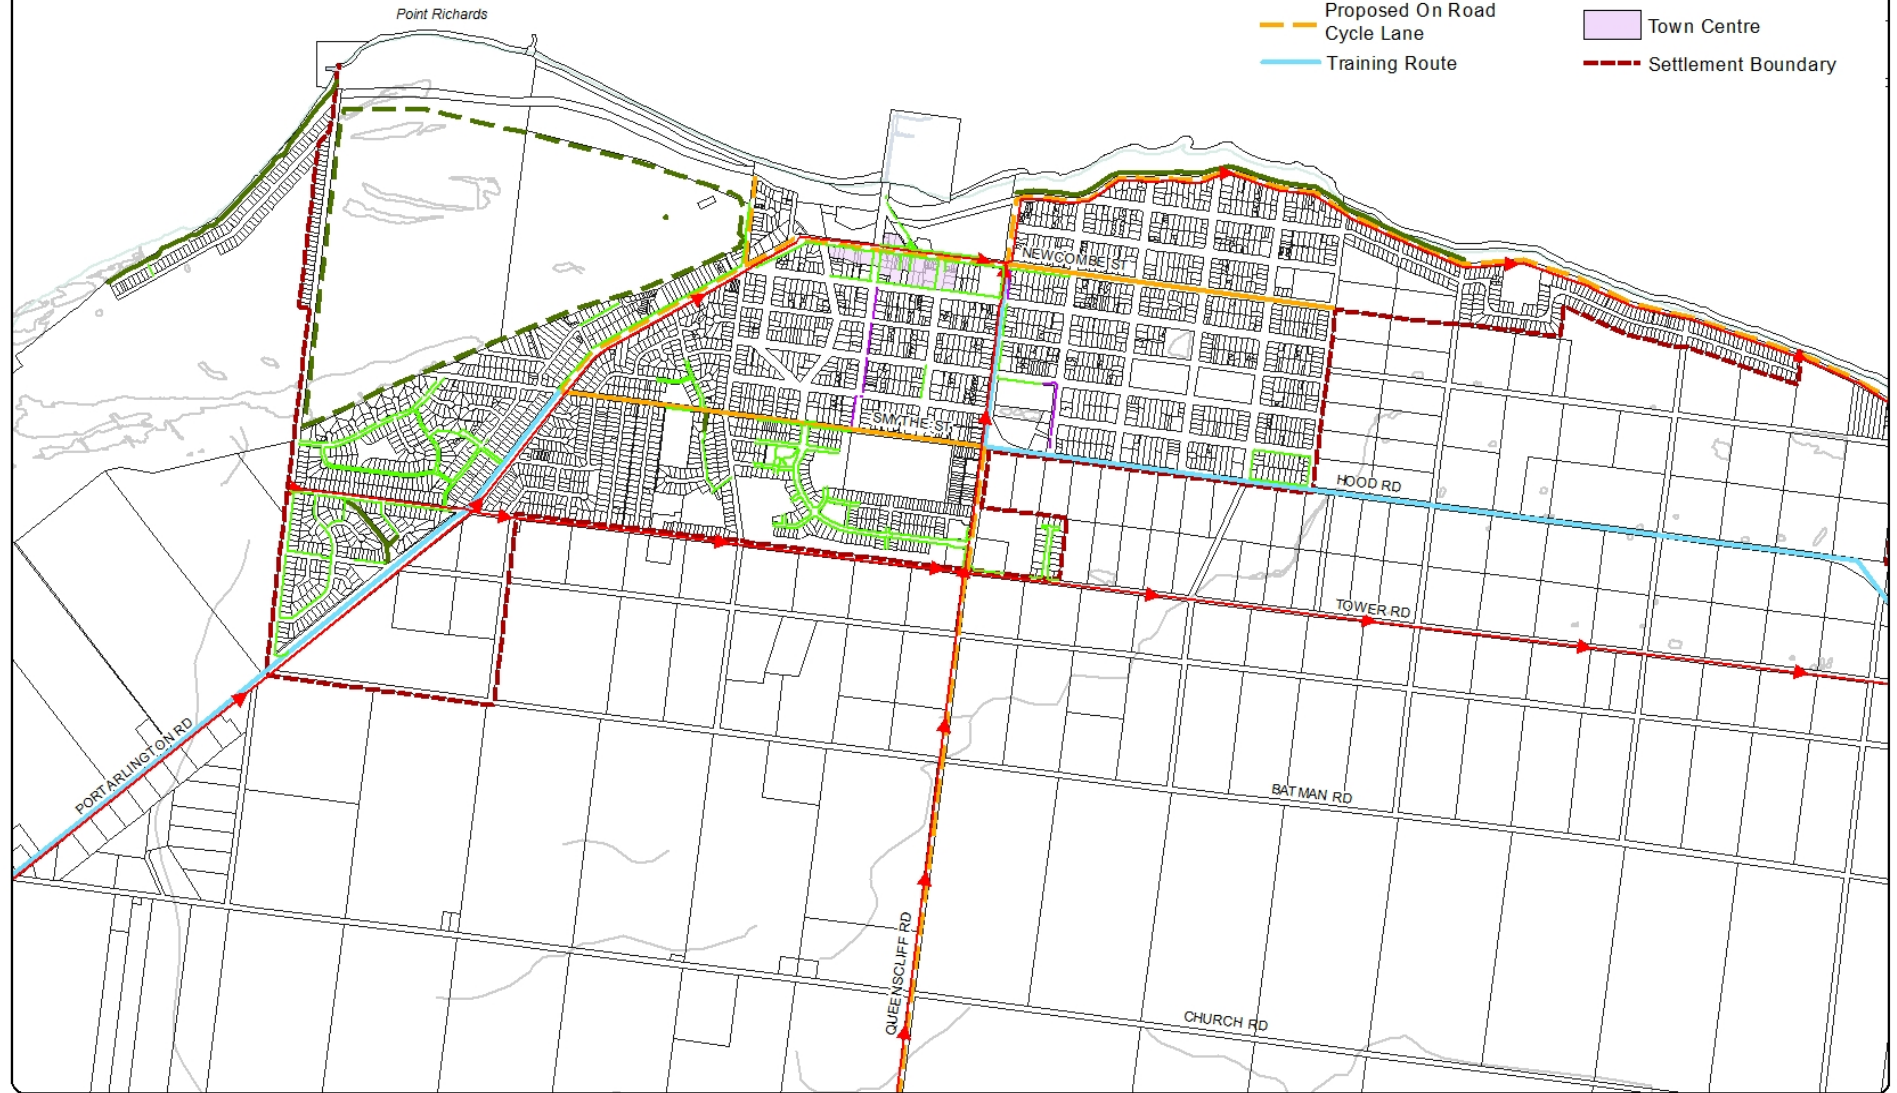 Point Richards
Proposed On Road
Cycle Lane
Town Centre
Training Route
Settlement Boundary
NEWCOMBE ST
SMYTHE ST
HOOD RD
TOWER RD
PORTARLINGTON RD
BATMAN RD
QUEENSCLIFF RD
CHURCH RD